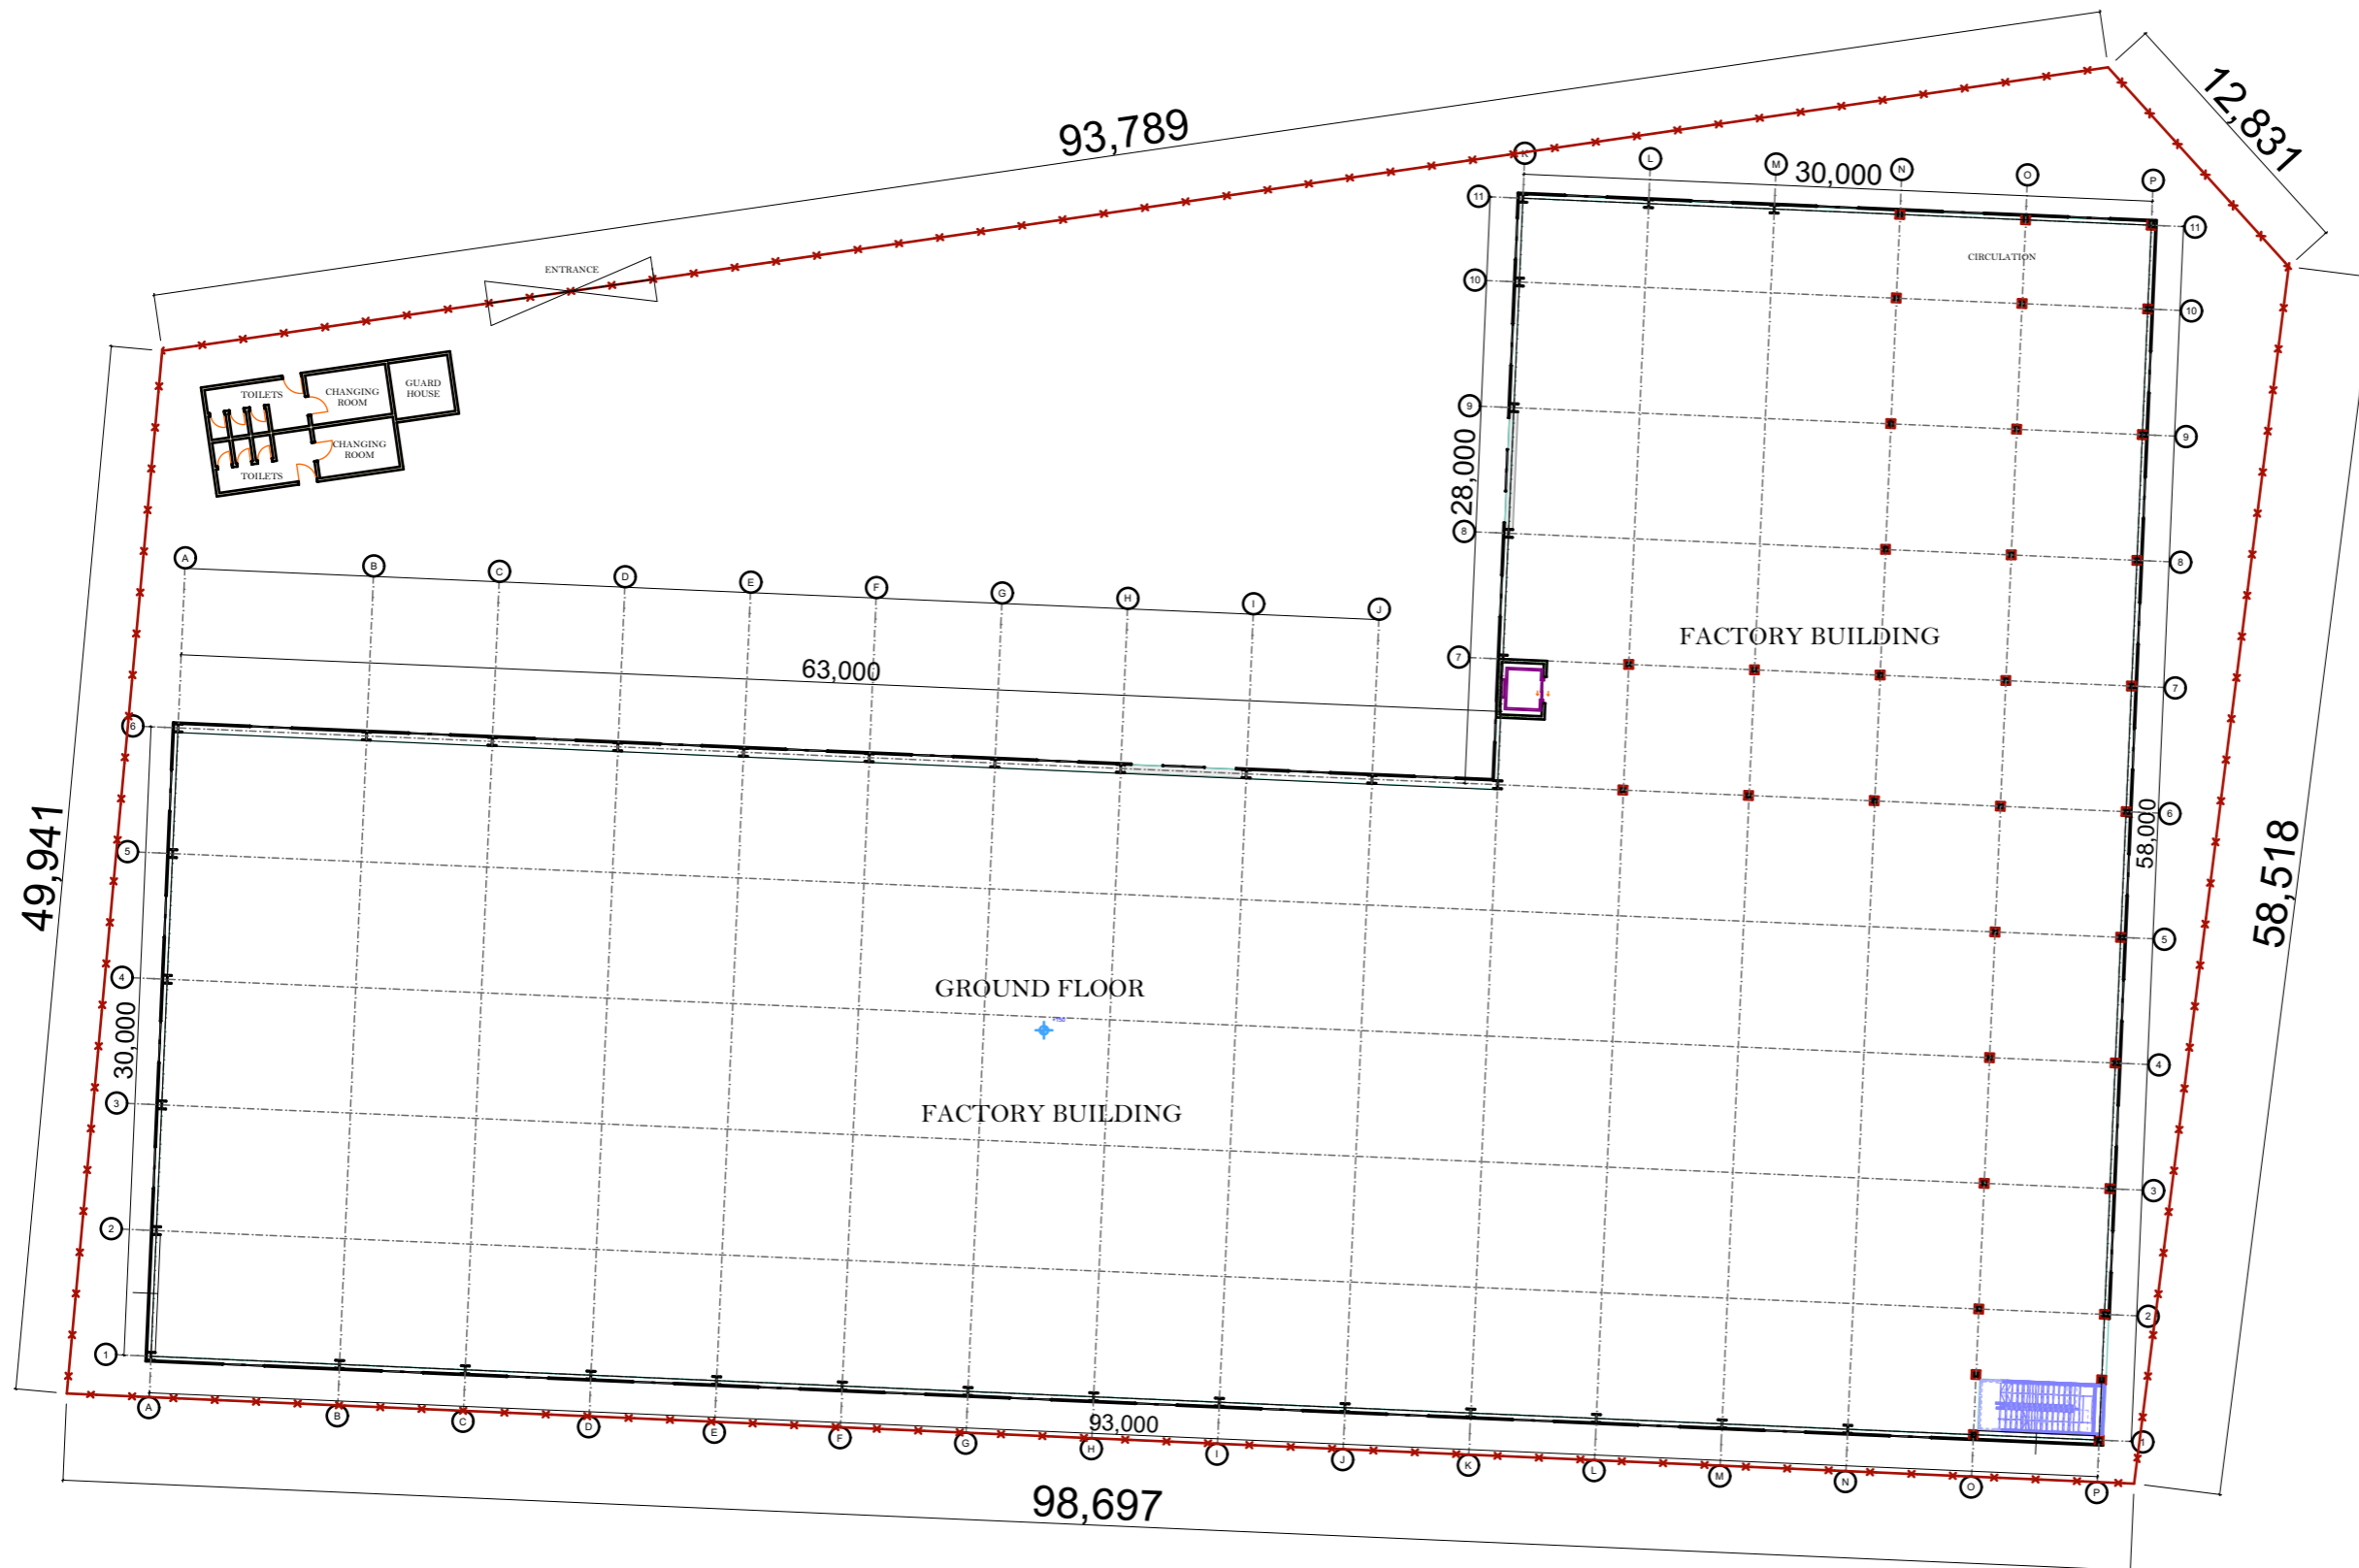 93,789
12,831
K
L
M
30,000
N
O
P
11
11
CIRCULATION
ENTRANCE
10
10
TOILETS
CHANGING
ROOM
GUARD
HOUSE
CHANGING
ROOM
TOILETS
9
9
28,000
8
8
A
B
C
D
E
F
G
H
I
J
FACTORY BUILDING
7
7
63,000
6
6
58,000
49,941
58,518
5
5
4
4
GROUND FLOOR
30,000
FACTORY BUILDING
3
3
2
2
1
1
A
B
C
D
E
F
G
93,000
H
I
J
K
L
M
N
O
P
98,697